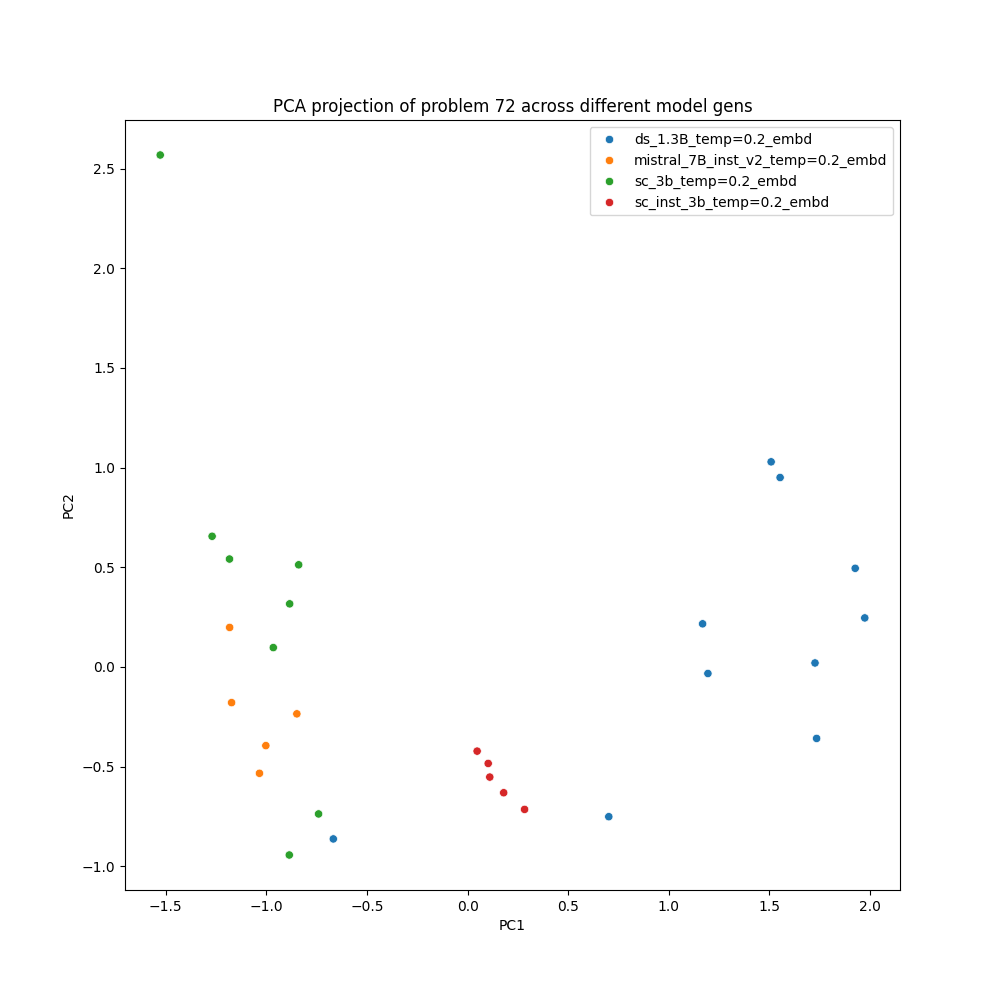 PCA projection of problem 72 across different model gens
ds_1.3B_temp=0.2_embd
mistral_7B_inst_v2_temp=0.2_embd
sc_3b_temp=0.2_embd
sc_inst_3b_temp=0.2_embd
2.5
2.0
1.5
1.0
0.5
0.0
−0.5
−1.0
PC2
−1.5 −1.0 −0.5 0.0 0.5 1.0 1.5 2.0
PC1